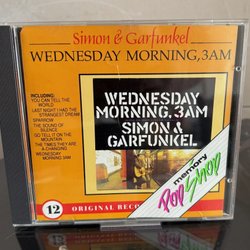 Simon & Garfunkel
WEDNESDAY MORNING, 3AM
INCLUDING:
YOU CAN TELL THE
WORLD
LAST NIGHT I HAD THE
STRANGEST DREAM
SPARROW
THE SOUND OF
SILENCE
GO TELL IT ON THE
MOUNTAIN
THE TIMES THEY ARE
A-CHANGING
WEDNESDAY
MORNING 3AM
WEDNESDAY
MORNING, 3AM
SIMON &
GARFUNKEL
memory
Pop Shop
12
ORIGINAL